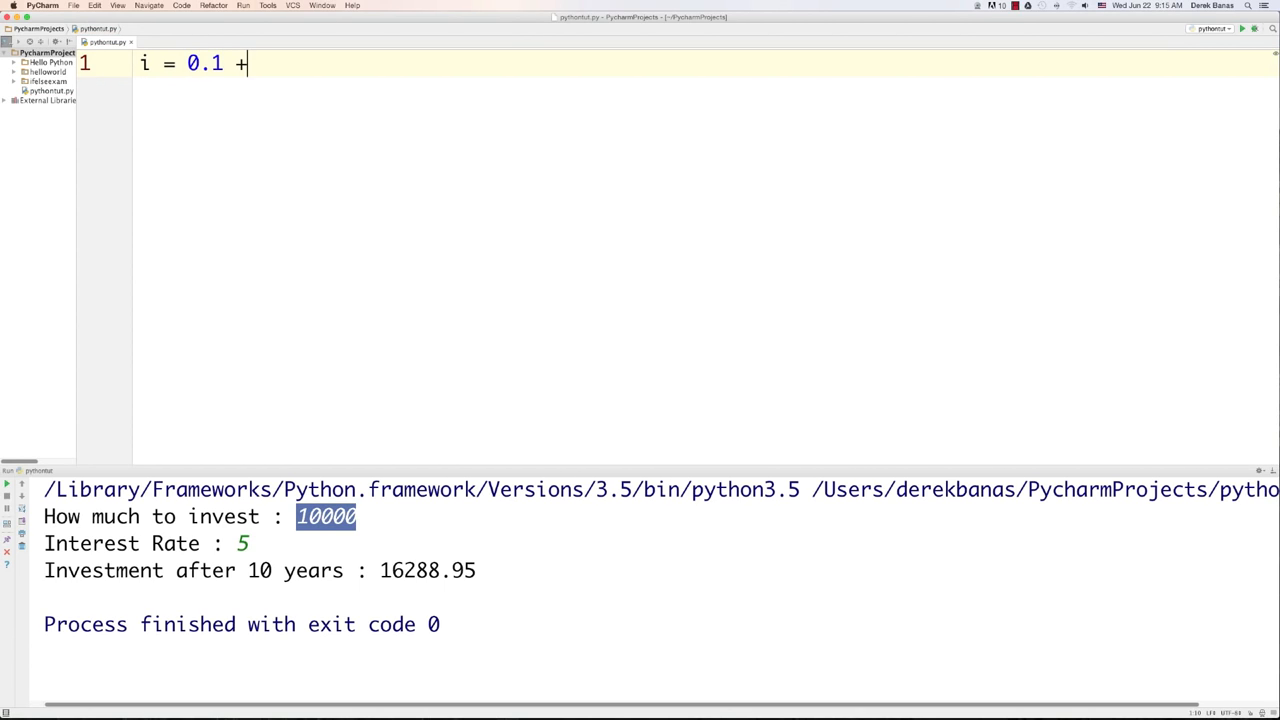 PyCharm File Edit View Navigate Code Refactor Run Tools VCS Window Help 10 Wed Jun 22 9:15 AM Derek Banas
pythontut.py - PycharmProjects - [~/PycharmProjects]
PycharmProjects pythontut.py pythontut
pythontut.py
PycharmProject
Hello Python
helloworld
ifelseexam
pythontut.py
External Librarie
1 i = 0.1 +
Run pythontut
/Library/Frameworks/Python.framework/Versions/3.5/bin/python3.5 /Users/derekbanas/PycharmProjects/pytho
How much to invest : 10000
Interest Rate : 5
Investment after 10 years : 16288.95
Process finished with exit code 0
1:10 LF÷ UTF-8÷